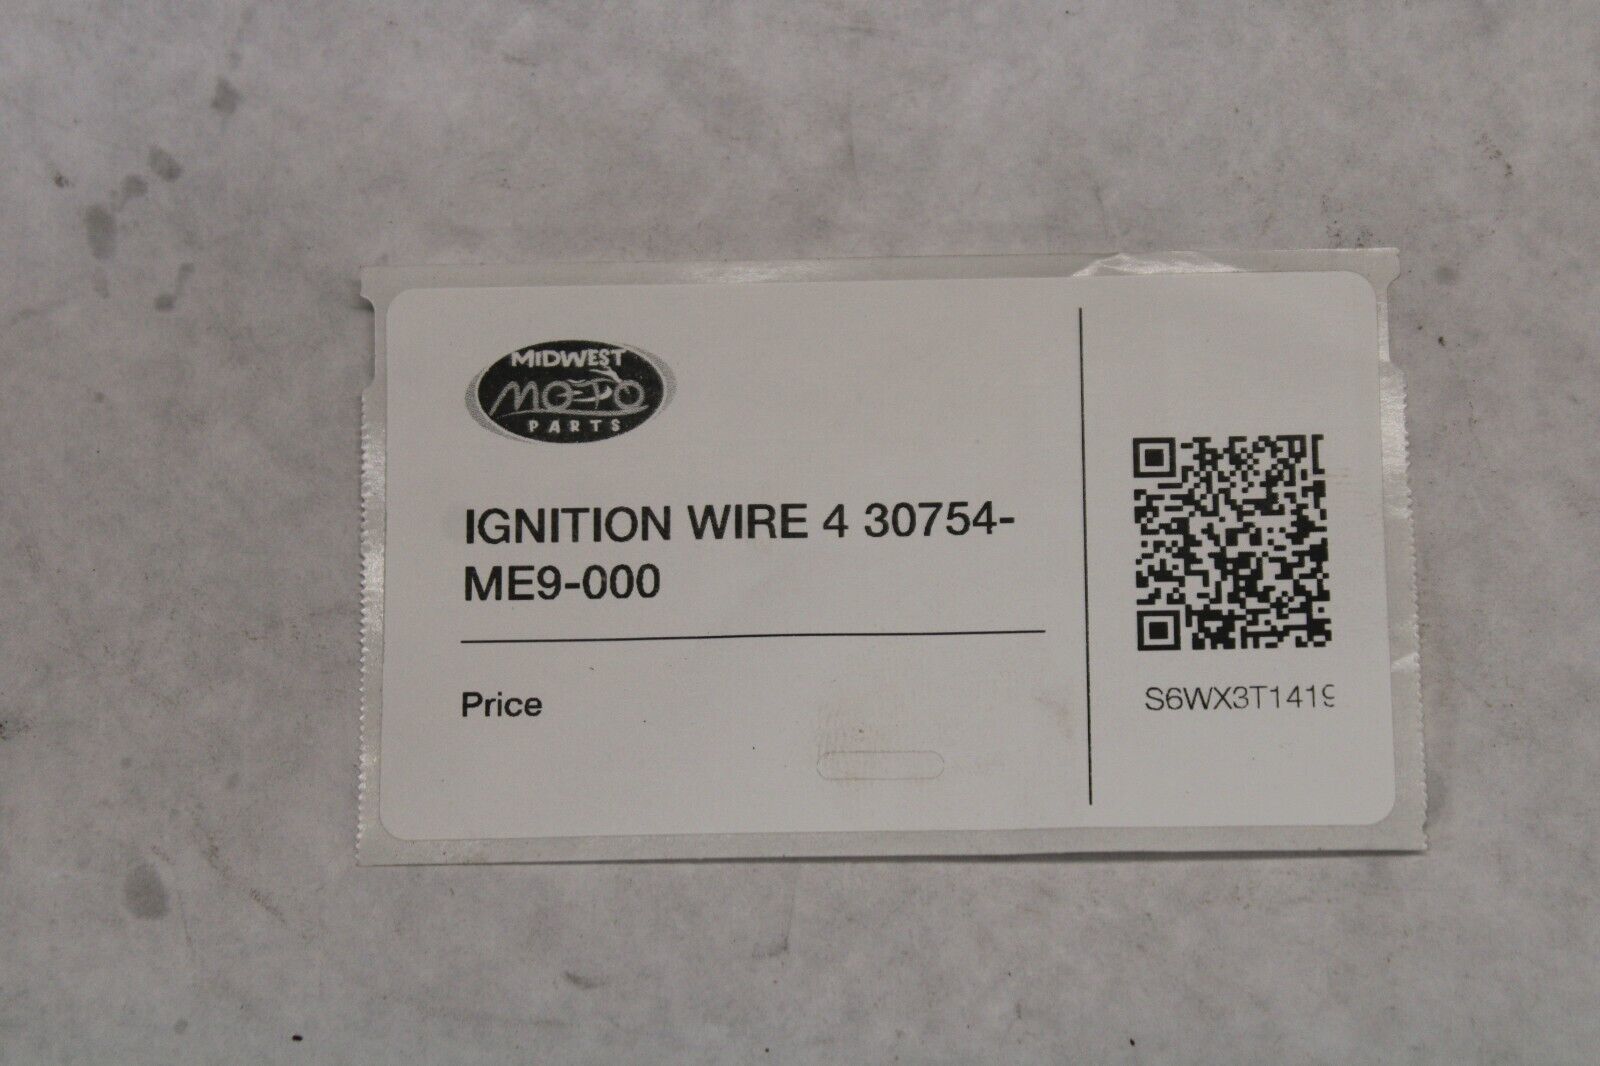 MIDWEST
MOTO
PARTS
IGNITION WIRE 4 30754-
ME9-000
Price
S6WX3T1419